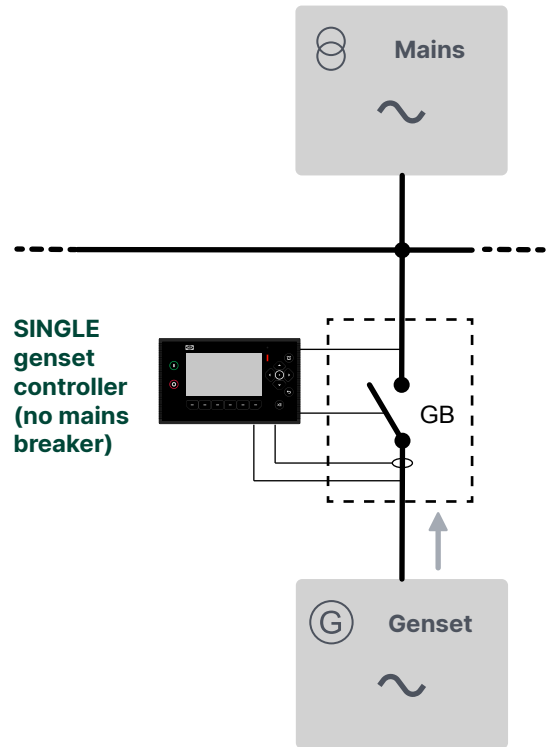 Mains
SINGLE
genset
controller
(no mains
breaker)
GB
G
Genset